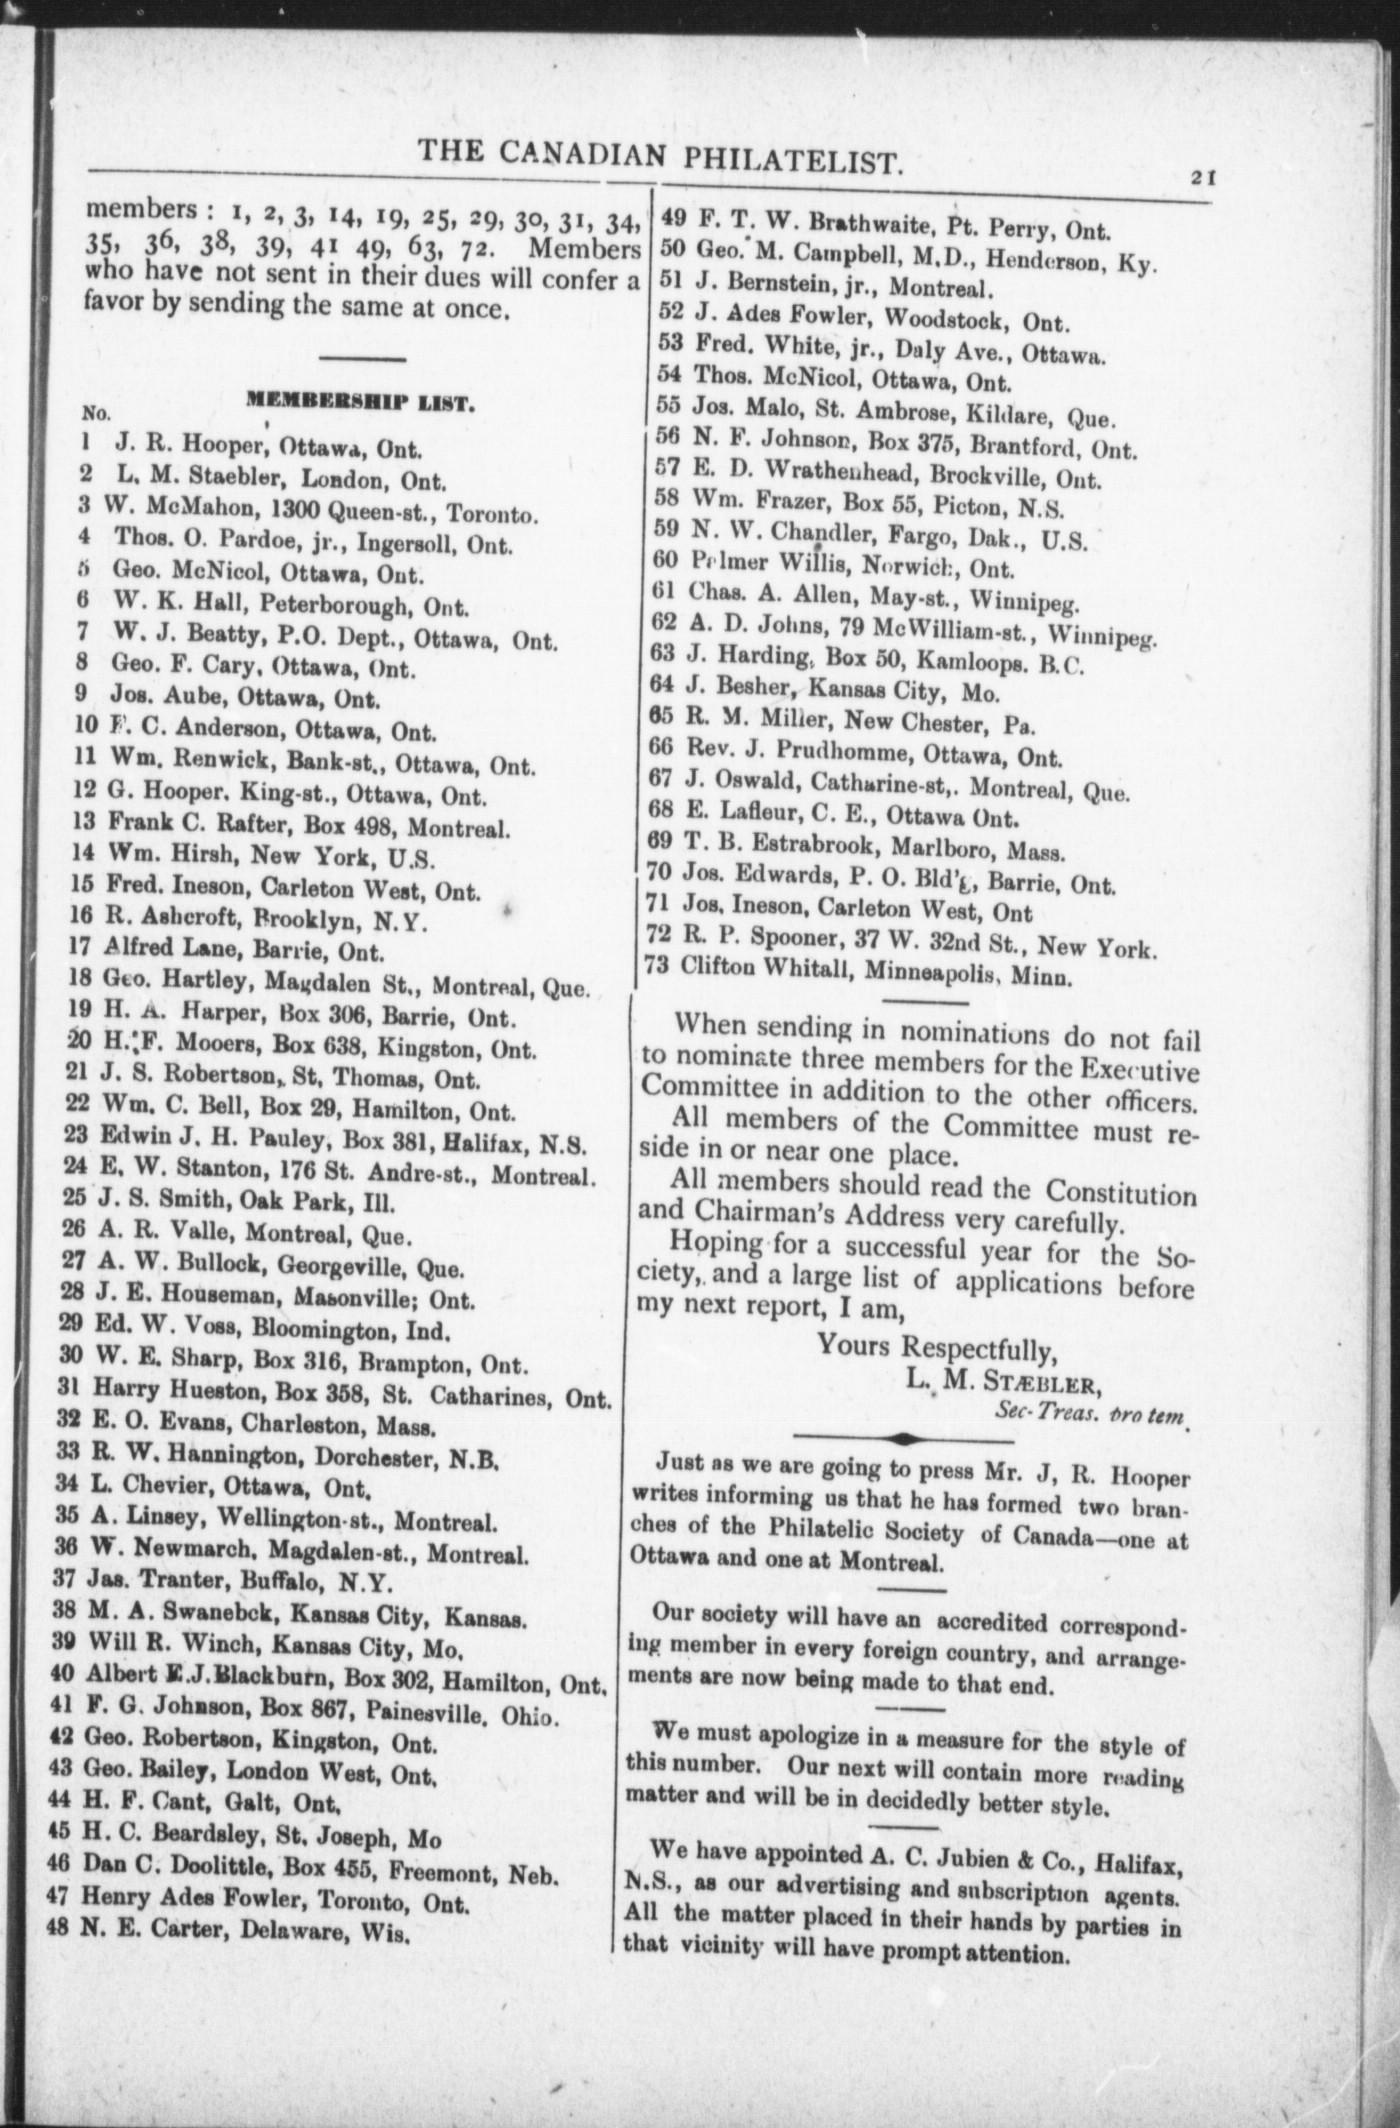 THE CANADIAN PHILATELIST.
21
members : 1, 2, 3, 14, 19, 25, 29, 30, 31, 34,
35, 36, 38, 39, 41 49, 63, 72. Members
who have not sent in their dues will confer a
favor by sending the same at once.
MEMBERSHIP LIST.
No.
1 J. R. Hooper, Ottawa, Ont.
2 L. M. Staebler, London, Ont.
3 W. McMahon, 1300 Queen-st., Toronto.
4 Thos. O. Pardoe, jr., Ingersoll, Ont.
5 Geo. McNicol, Ottawa, Ont.
6 W. K. Hall, Peterborough, Ont.
7 W. J. Beatty, P.O. Dept., Ottawa, Ont.
8 Geo. F. Cary, Ottawa, Ont.
9 Jos. Aube, Ottawa, Ont.
10 F. C. Anderson, Ottawa, Ont.
11 Wm. Renwick, Bank-st., Ottawa, Ont.
12 G. Hooper. King-st., Ottawa, Ont.
13 Frank C. Rafter, Box 498, Montreal.
14 Wm. Hirsh, New York, U.S.
15 Fred. Ineson, Carleton West, Ont.
16 R. Ashcroft, Brooklyn, N.Y.
17 Alfred Lane, Barrie, Ont.
18 Geo. Hartley, Magdalen St., Montreal, Que.
19 H. A. Harper, Box 306, Barrie, Ont.
20 H. F. Mooers, Box 638, Kingston, Ont.
21 J. S. Robertson, St, Thomas, Ont.
22 Wm. C. Bell, Box 29, Hamilton, Ont.
23 Edwin J. H. Pauley, Box 381, Halifax, N.S.
24 E. W. Stanton, 176 St. Andre-st., Montreal.
25 J. S. Smith, Oak Park, Ill.
26 A. R. Valle, Montreal, Que.
27 A. W. Bullock, Georgeville, Que.
28 J. E. Houseman, Masonville; Ont.
29 Ed. W. Voss, Bloomington, Ind.
30 W. E. Sharp, Box 316, Brampton, Ont.
31 Harry Hueston, Box 358, St. Catharines, Ont.
32 E. O. Evans, Charleston, Mass.
33 R. W. Hannington, Dorchester, N.B.
34 L. Chevier, Ottawa, Ont.
35 A. Linsey, Wellington-st., Montreal.
36 W. Newmarch, Magdalen-st., Montreal.
37 Jas. Tranter, Buffalo, N.Y.
38 M. A. Swanebck, Kansas City, Kansas.
39 Will R. Winch, Kansas City, Mo.
40 Albert E.J.Blackburn, Box 302, Hamilton, Ont.
41 F. G. Johnson, Box 867, Painesville. Ohio.
42 Geo. Robertson, Kingston, Ont.
43 Geo. Bailey, London West, Ont,
44 H. F. Cant, Galt, Ont.
45 H. C. Beardsley, St. Joseph, Mo
46 Dan C. Doolittle, Box 455, Freemont, Neb.
47 Henry Ades Fowler, Toronto, Ont.
48 N. E. Carter, Delaware, Wis.
49 F. T. W. Brathwaite, Pt. Perry, Ont.
50 Geo. M. Campbell, M.D., Henderson, Ky.
51 J. Bernstein, jr., Montreal.
52 J. Ades Fowler, Woodstock, Ont.
53 Fred. White, jr., Daly Ave., Ottawa.
54 Thos. McNicol, Ottawa, Ont.
55 Jos. Malo, St. Ambrose, Kildare, Que.
56 N. F. Johnson, Box 375, Brantford, Ont.
57 E. D. Wrathenhead, Brockville, Ont.
58 Wm. Frazer, Box 55, Picton, N.S.
59 N. W. Chandler, Fargo, Dak., U.S.
60 Palmer Willis, Norwich, Ont.
61 Chas. A. Allen, May-st., Winnipeg.
62 A. D. Johns, 79 McWilliam-st., Winnipeg.
63 J. Harding, Box 50, Kamloops. B.C.
64 J. Besher, Kansas City, Mo.
65 R. M. Miller, New Chester, Pa.
66 Rev. J. Prudhomme, Ottawa, Ont.
67 J. Oswald, Catharine-st,. Montreal, Que.
68 E. Lafleur, C. E., Ottawa Ont.
69 T. B. Estrabrook, Marlboro, Mass.
70 Jos. Edwards, P. O. Bld'g, Barrie, Ont.
71 Jos. Ineson, Carleton West, Ont
72 R. P. Spooner, 37 W. 32nd St., New York.
73 Clifton Whitall, Minneapolis, Minn.
When sending in nominations do not fail
to nominate three members for the Executive
Committee in addition to the other officers.
All members of the Committee must re-
side in or near one place.
All members should read the Constitution
and Chairman's Address very carefully.
Hoping for a successful year for the So-
ciety, and a large list of applications before
my next report, I am,
Yours Respectfully,
L. M. STÆBLER,
Sec-Treas. pro tem.
Just as we are going to press Mr. J, R. Hooper
writes informing us that he has formed two bran-
ches of the Philatelic Society of Canada—one at
Ottawa and one at Montreal.
Our society will have an accredited correspond-
ing member in every foreign country, and arrange-
ments are now being made to that end.
We must apologize in a measure for the style of
this number. Our next will contain more reading
matter and will be in decidedly better style.
We have appointed A. C. Jubien & Co., Halifax,
N.S., as our advertising and subscription agents.
All the matter placed in their hands by parties in
that vicinity will have prompt attention.